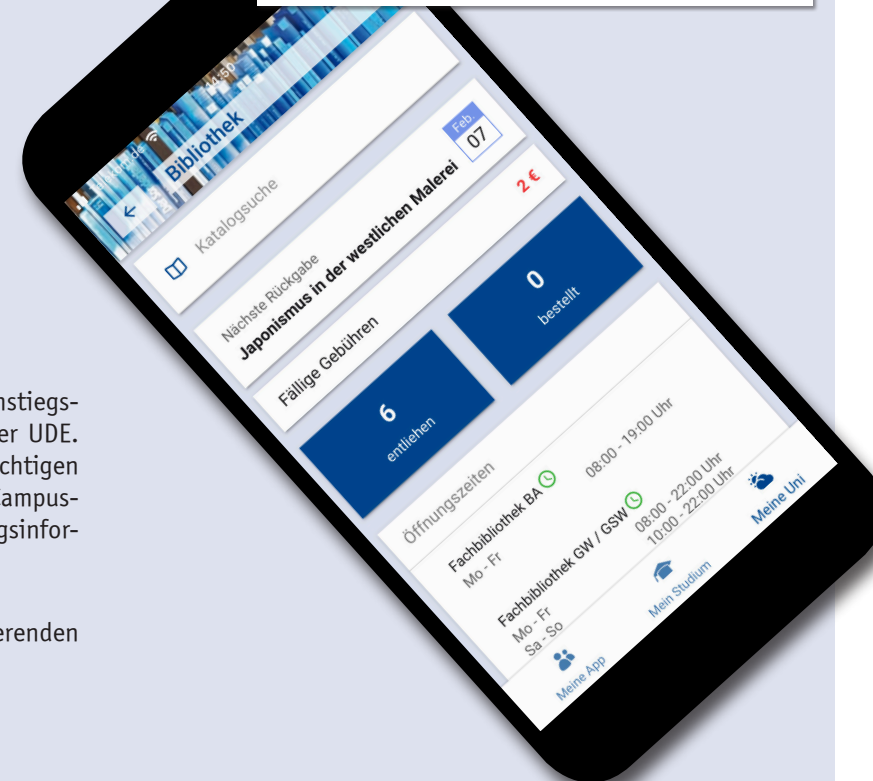 14:50
Bibliothek
Katalogsuche
Nächste Rückgabe
Japonismus in der westlichen Malerei
Feb.
07
Fällige Gebühren
2 €
6
entliehen
0
bestellt
Öffnungszeiten
Fachbibliothek BA
Mo - Fr
08:00 - 19:00 Uhr
Fachbibliothek GW / GSW
Mo - Fr
08:00 - 22:00 Uhr
Sa - So
10:00 - 22:00 Uhr
Meine App
Mein Studium
Meine Uni
nstiegs-
er UDE.
chtigen
ampus-
gsinfor-
erenden